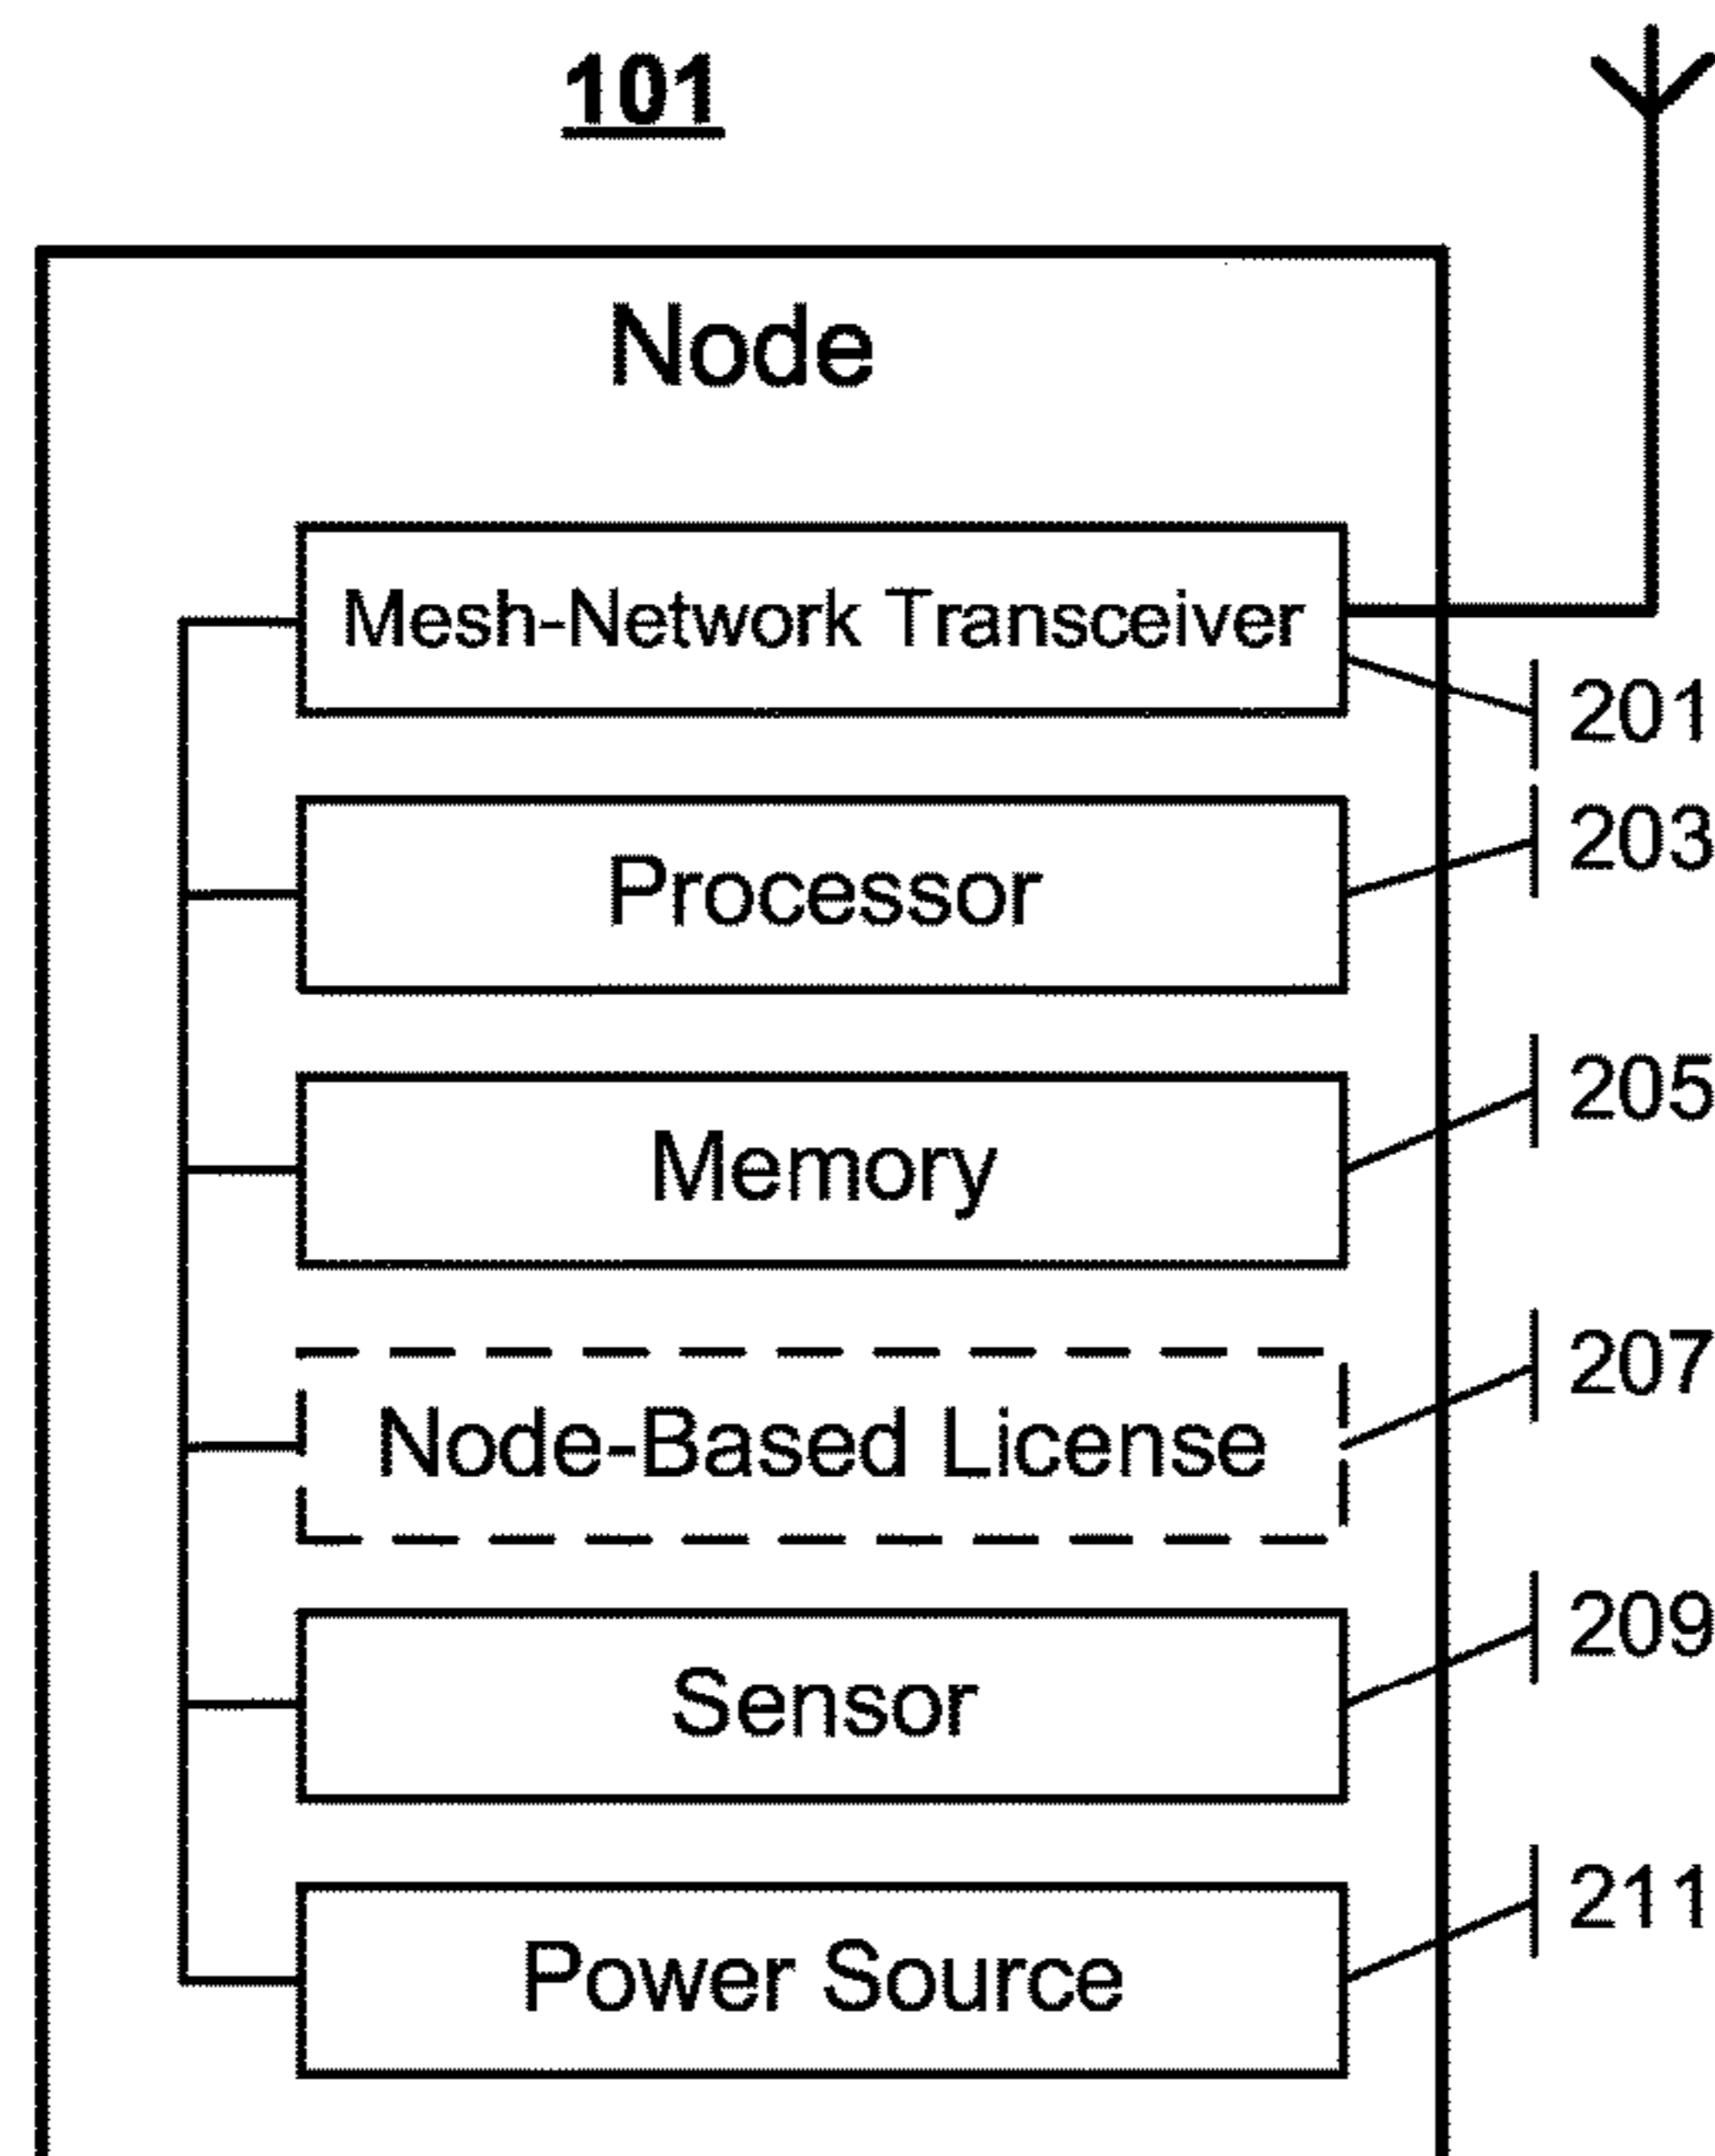 101
Node
Mesh-Network Transceiver
201
Processor
203
Memory
205
Node-Based License
207
Sensor
209
Power Source
211